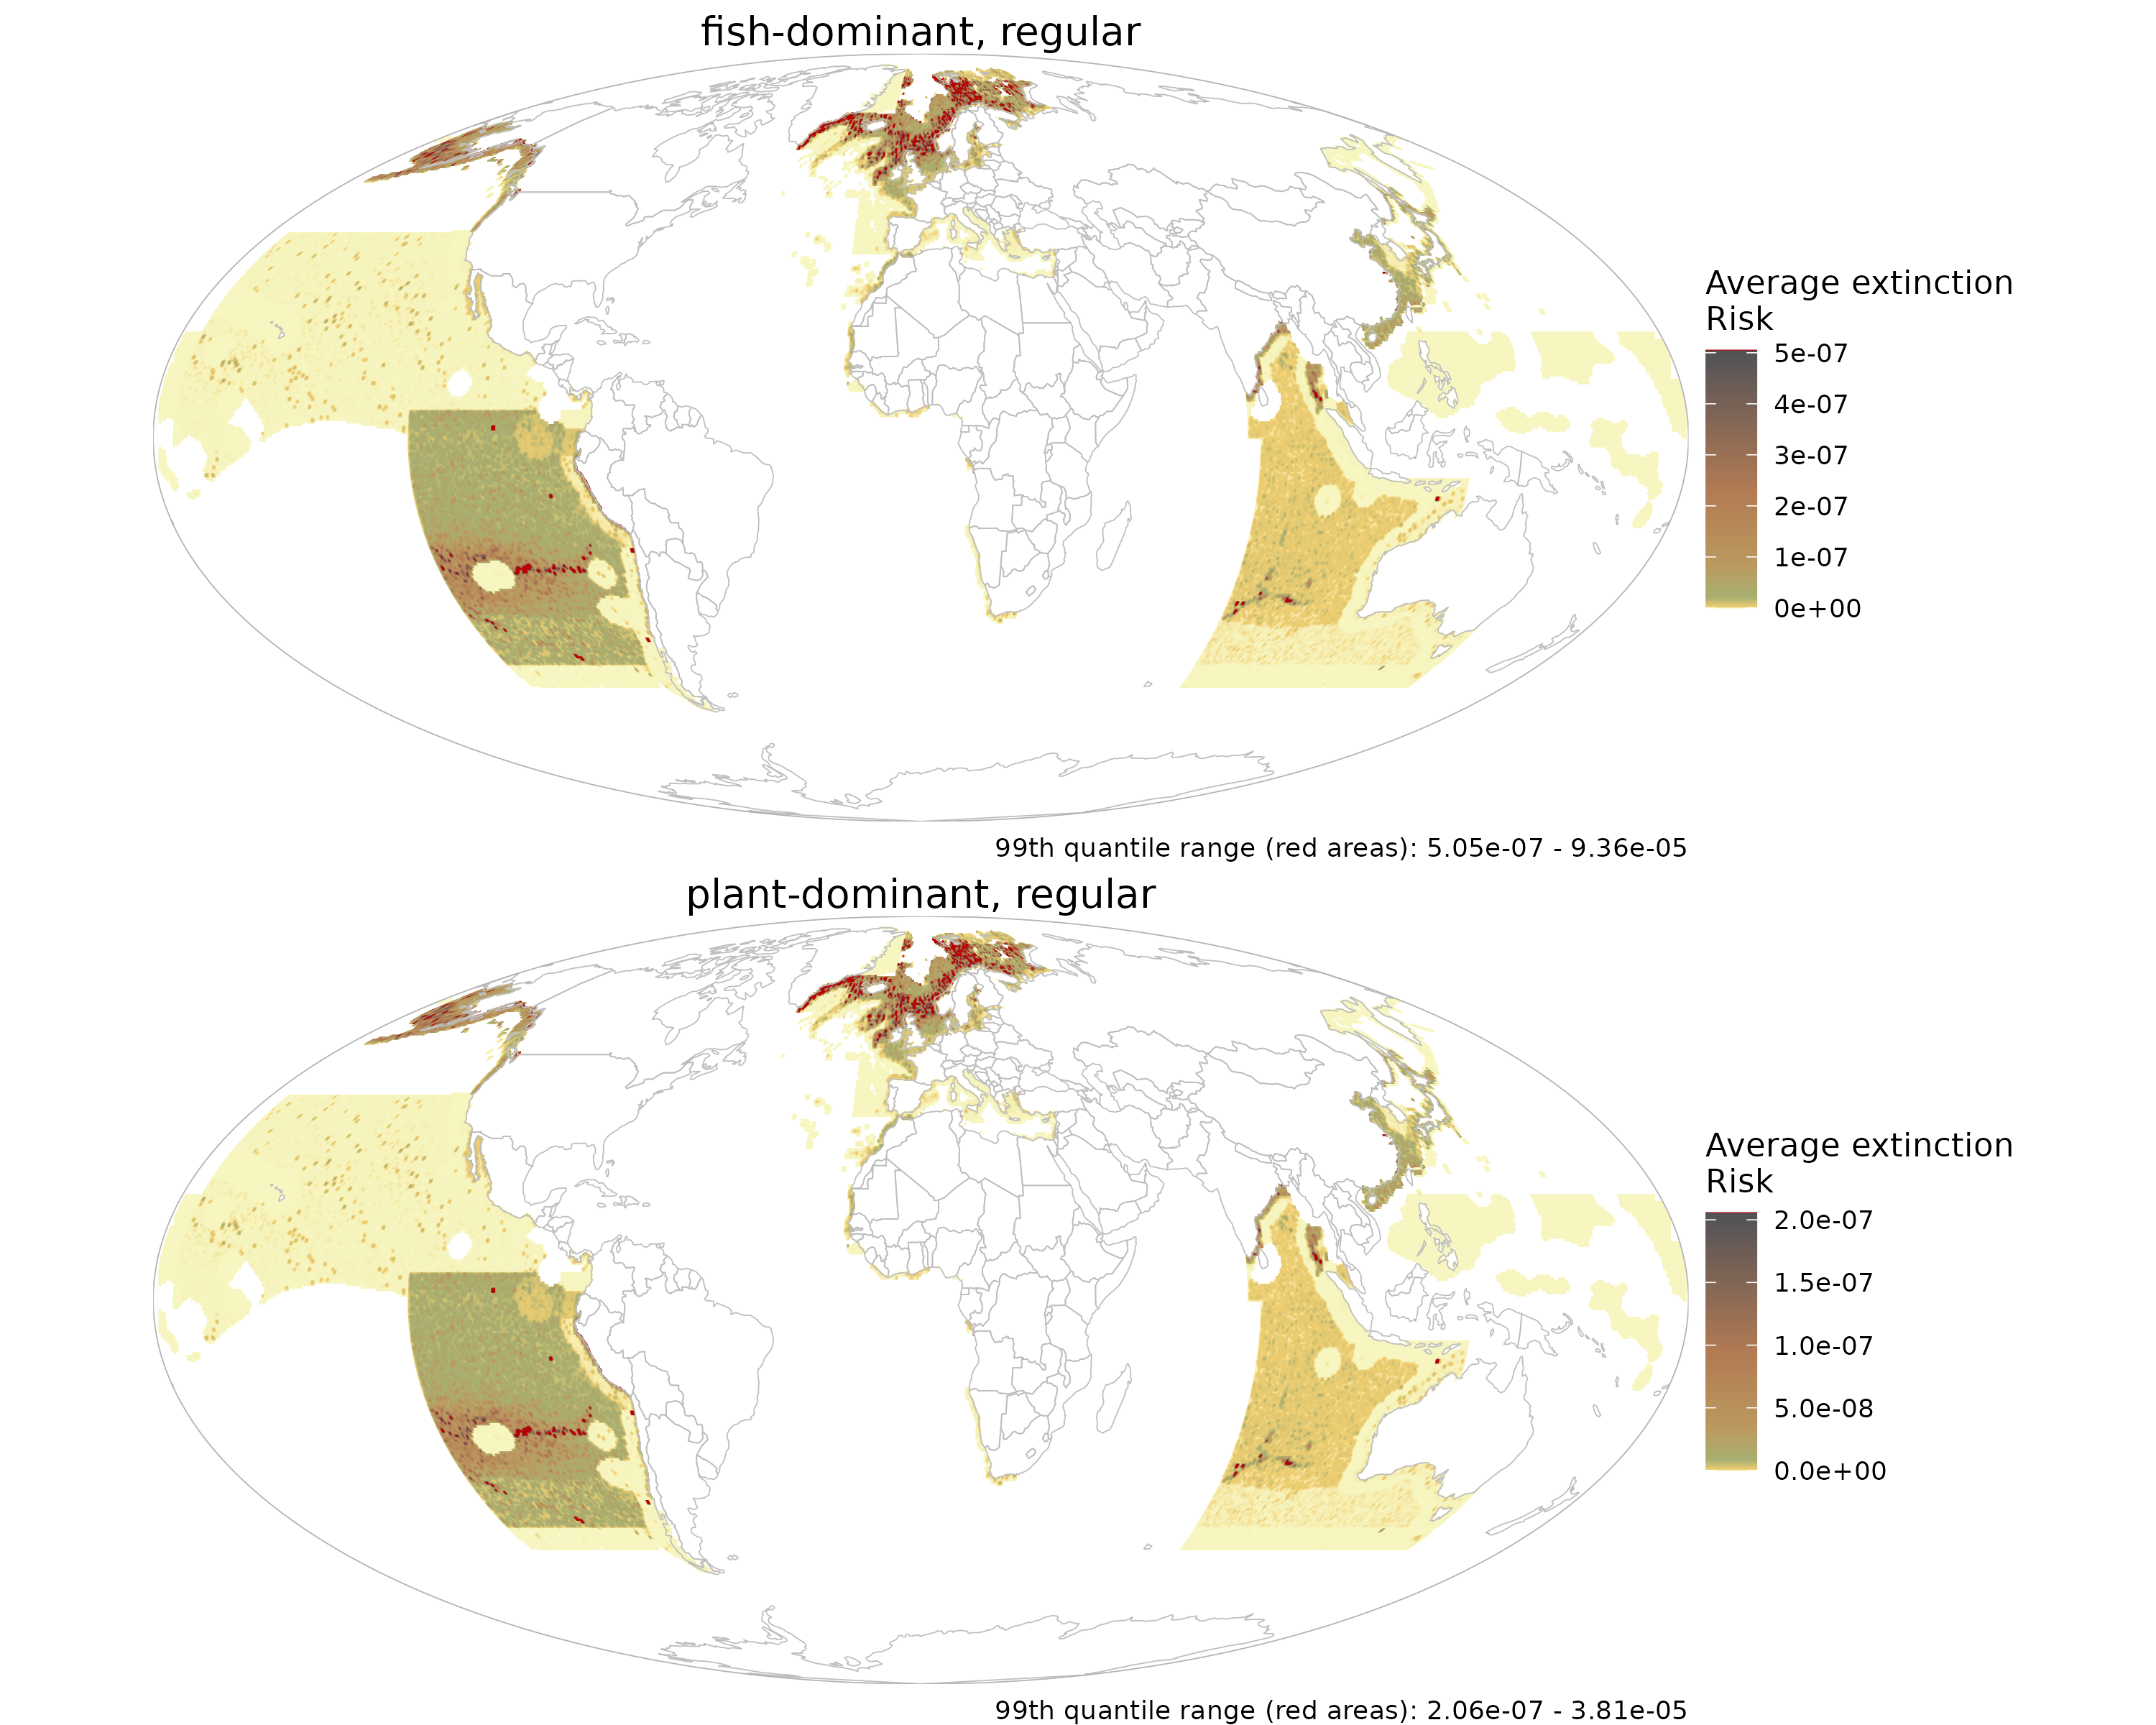 fish-dominant, regular
Average extinction
Risk
5e-07
4e-07
3e-07
2e-07
1e-07
0e+00
99th quantile range (red areas): 5.05e-07 - 9.36e-05
plant-dominant, regular
Average extinction
Risk
2.0e-07
1.5e-07
1.0e-07
5.0e-08
0.0e+00
99th quantile range (red areas): 2.06e-07 - 3.81e-05